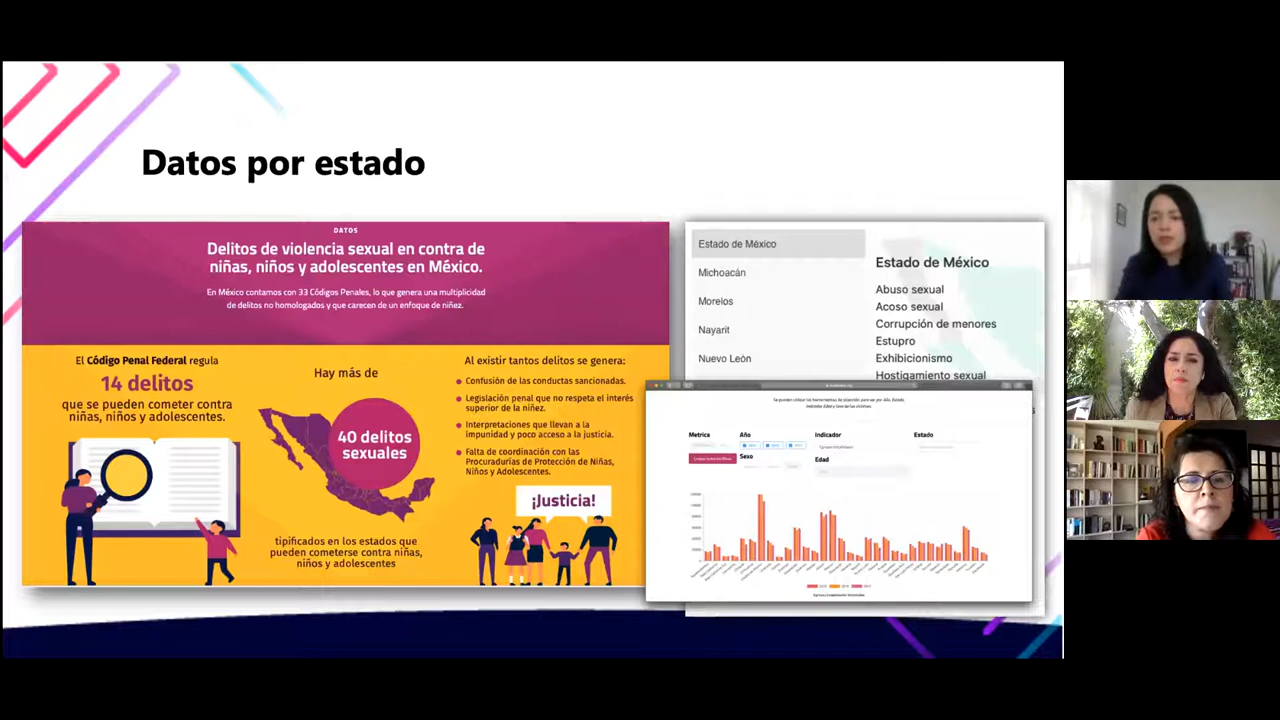 Datos por estado
DATOS
Delitos de violencia sexual en contra de
niñas, niños y adolescentes en México.
En México contamos con 33 Códigos Penales, lo que genera una multiplicidad
de delitos no homologados y que carecen de un enfoque de niñez.
El Código Penal Federal regula
14 delitos
que se pueden cometer contra
niñas, niños y adolescentes.
Hay más de
40 delitos
sexuales
tipificados en los estados que
pueden cometerse contra niñas,
niños y adolescentes
Al existir tantos delitos se genera:
Confusión de las conductas sancionadas.
Legislación penal que no respeta el interés
superior de la niñez.
Interpretaciones que llevan a la
impunidad y poco acceso a la justicia.
Falta de coordinación con las
Procuradurías de Protección de Niñas,
Niños y Adolescentes.
¡Justicia!
Estado de México
Michoacán
Morelos
Nayarit
Nuevo León
Estado de México
Abuso sexual
Acoso sexual
Corrupción de menores
Estupro
Exhibicionismo
Hostigamiento sexual
Metrica
Año
Indicador
Estado
Sexo
Edad